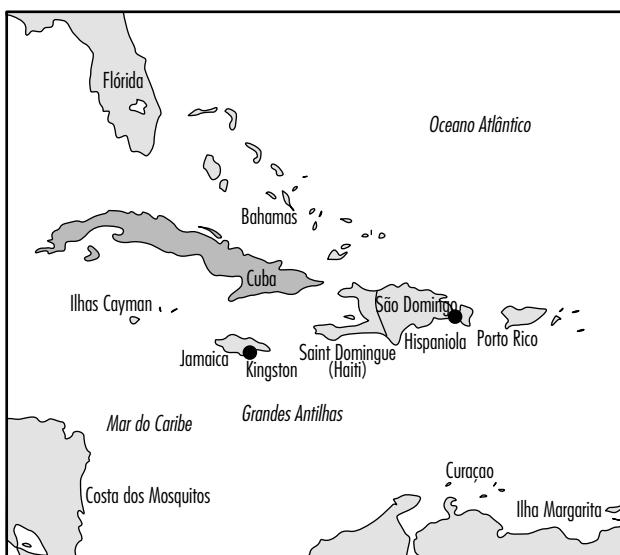 Flórida
Oceano Atlântico
Bahamas
Cuba
Ilhas Cayman
São Domingo
Jamaica
Kingston
Saint Domingue
(Haiti)
Hispaniola
Porto Rico
Grandes Antilhas
Mar do Caribe
Curaçao
Costa dos Mosquitos
Ilha Margarita